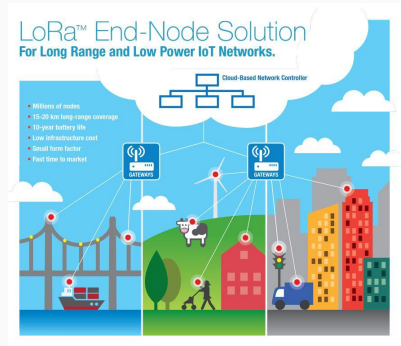 LoRa™ End-Node Solution
For Long Range and Low Power IoT Networks.
Cloud-Based Network Controller
• Millions of nodes
• 15-20 km long-range coverage
• 10-year battery life
• Low infrastructure cost
• Small form factor
• Fast time to market
GATEWAYS
GATEWAYS